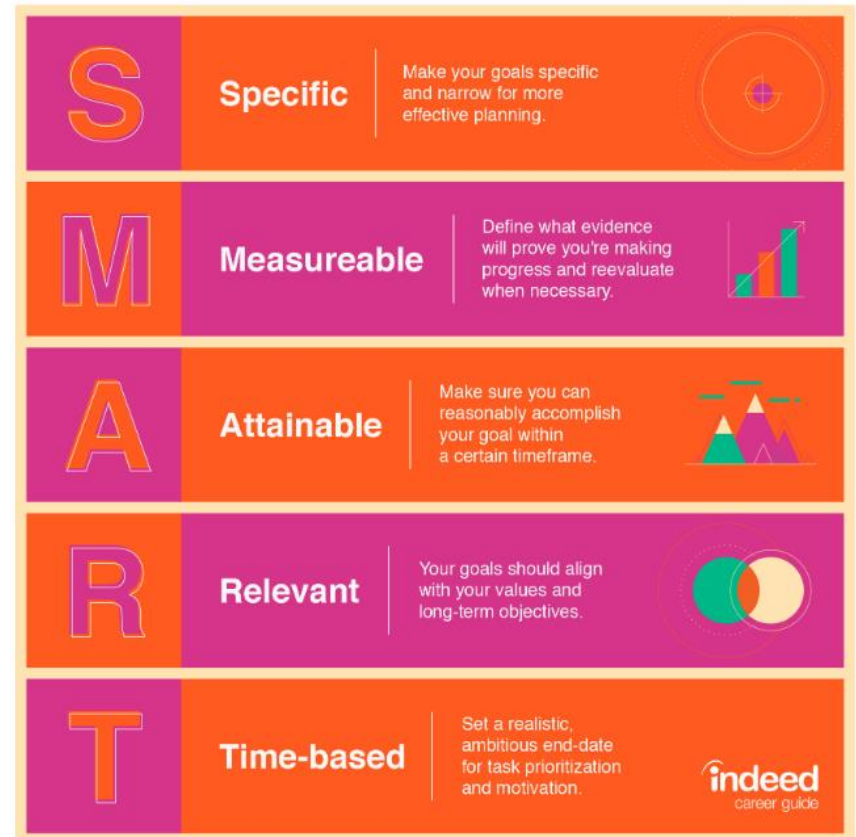 S
Specific
Make your goals specific
and narrow for more
effective planning.
M
Measureable
Define what evidence
will prove you're making
progress and reevaluate
when necessary.
A
Attainable
Make sure you can
reasonably accomplish
your goal within
a certain timeframe.
R
Relevant
Your goals should align
with your values and
long-term objectives.
T
Time-based
Set a realistic,
ambitious end-date
for task prioritization
and motivation.
indeed
career guide